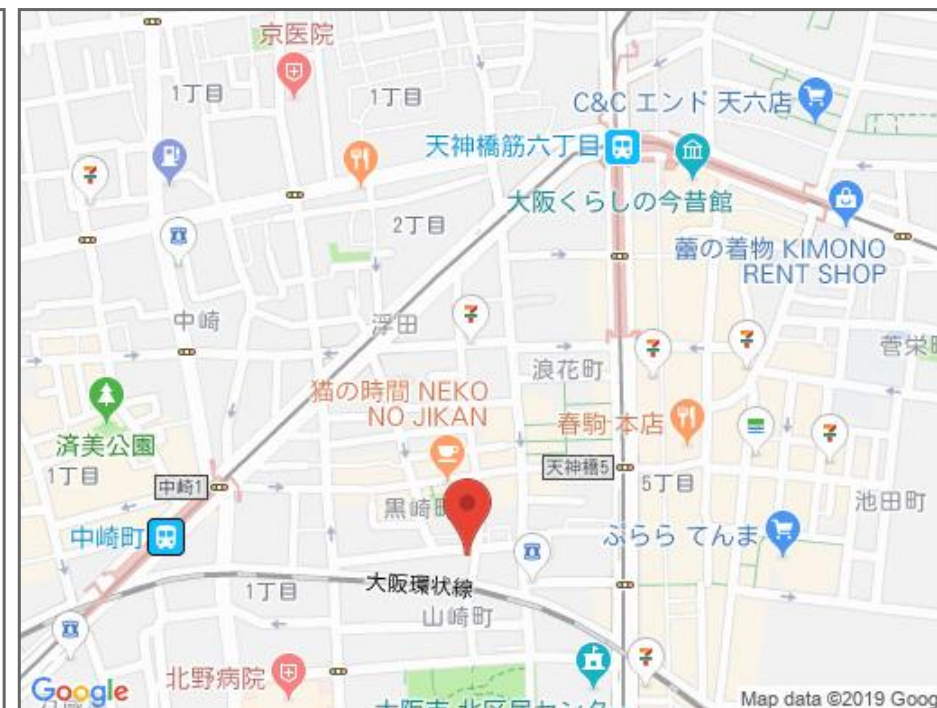 京医院
1丁目
1丁目
C&C エンド 天六店
天神橋筋六丁目
大阪くらしの今昔館
2丁目
蕾の着物 KIMONO
RENT SHOP
中崎
浮田
菅栄
浪花町
猫の時間 NEKO
NO JIKAN
春駒 本店
済美公園
1丁目
中崎1
天神橋5
5丁目
黒崎町
池田町
中崎町
ぷらら てんま
大阪環状線
1丁目
山崎町
北野病院
Google
Map data ©2019 Goog